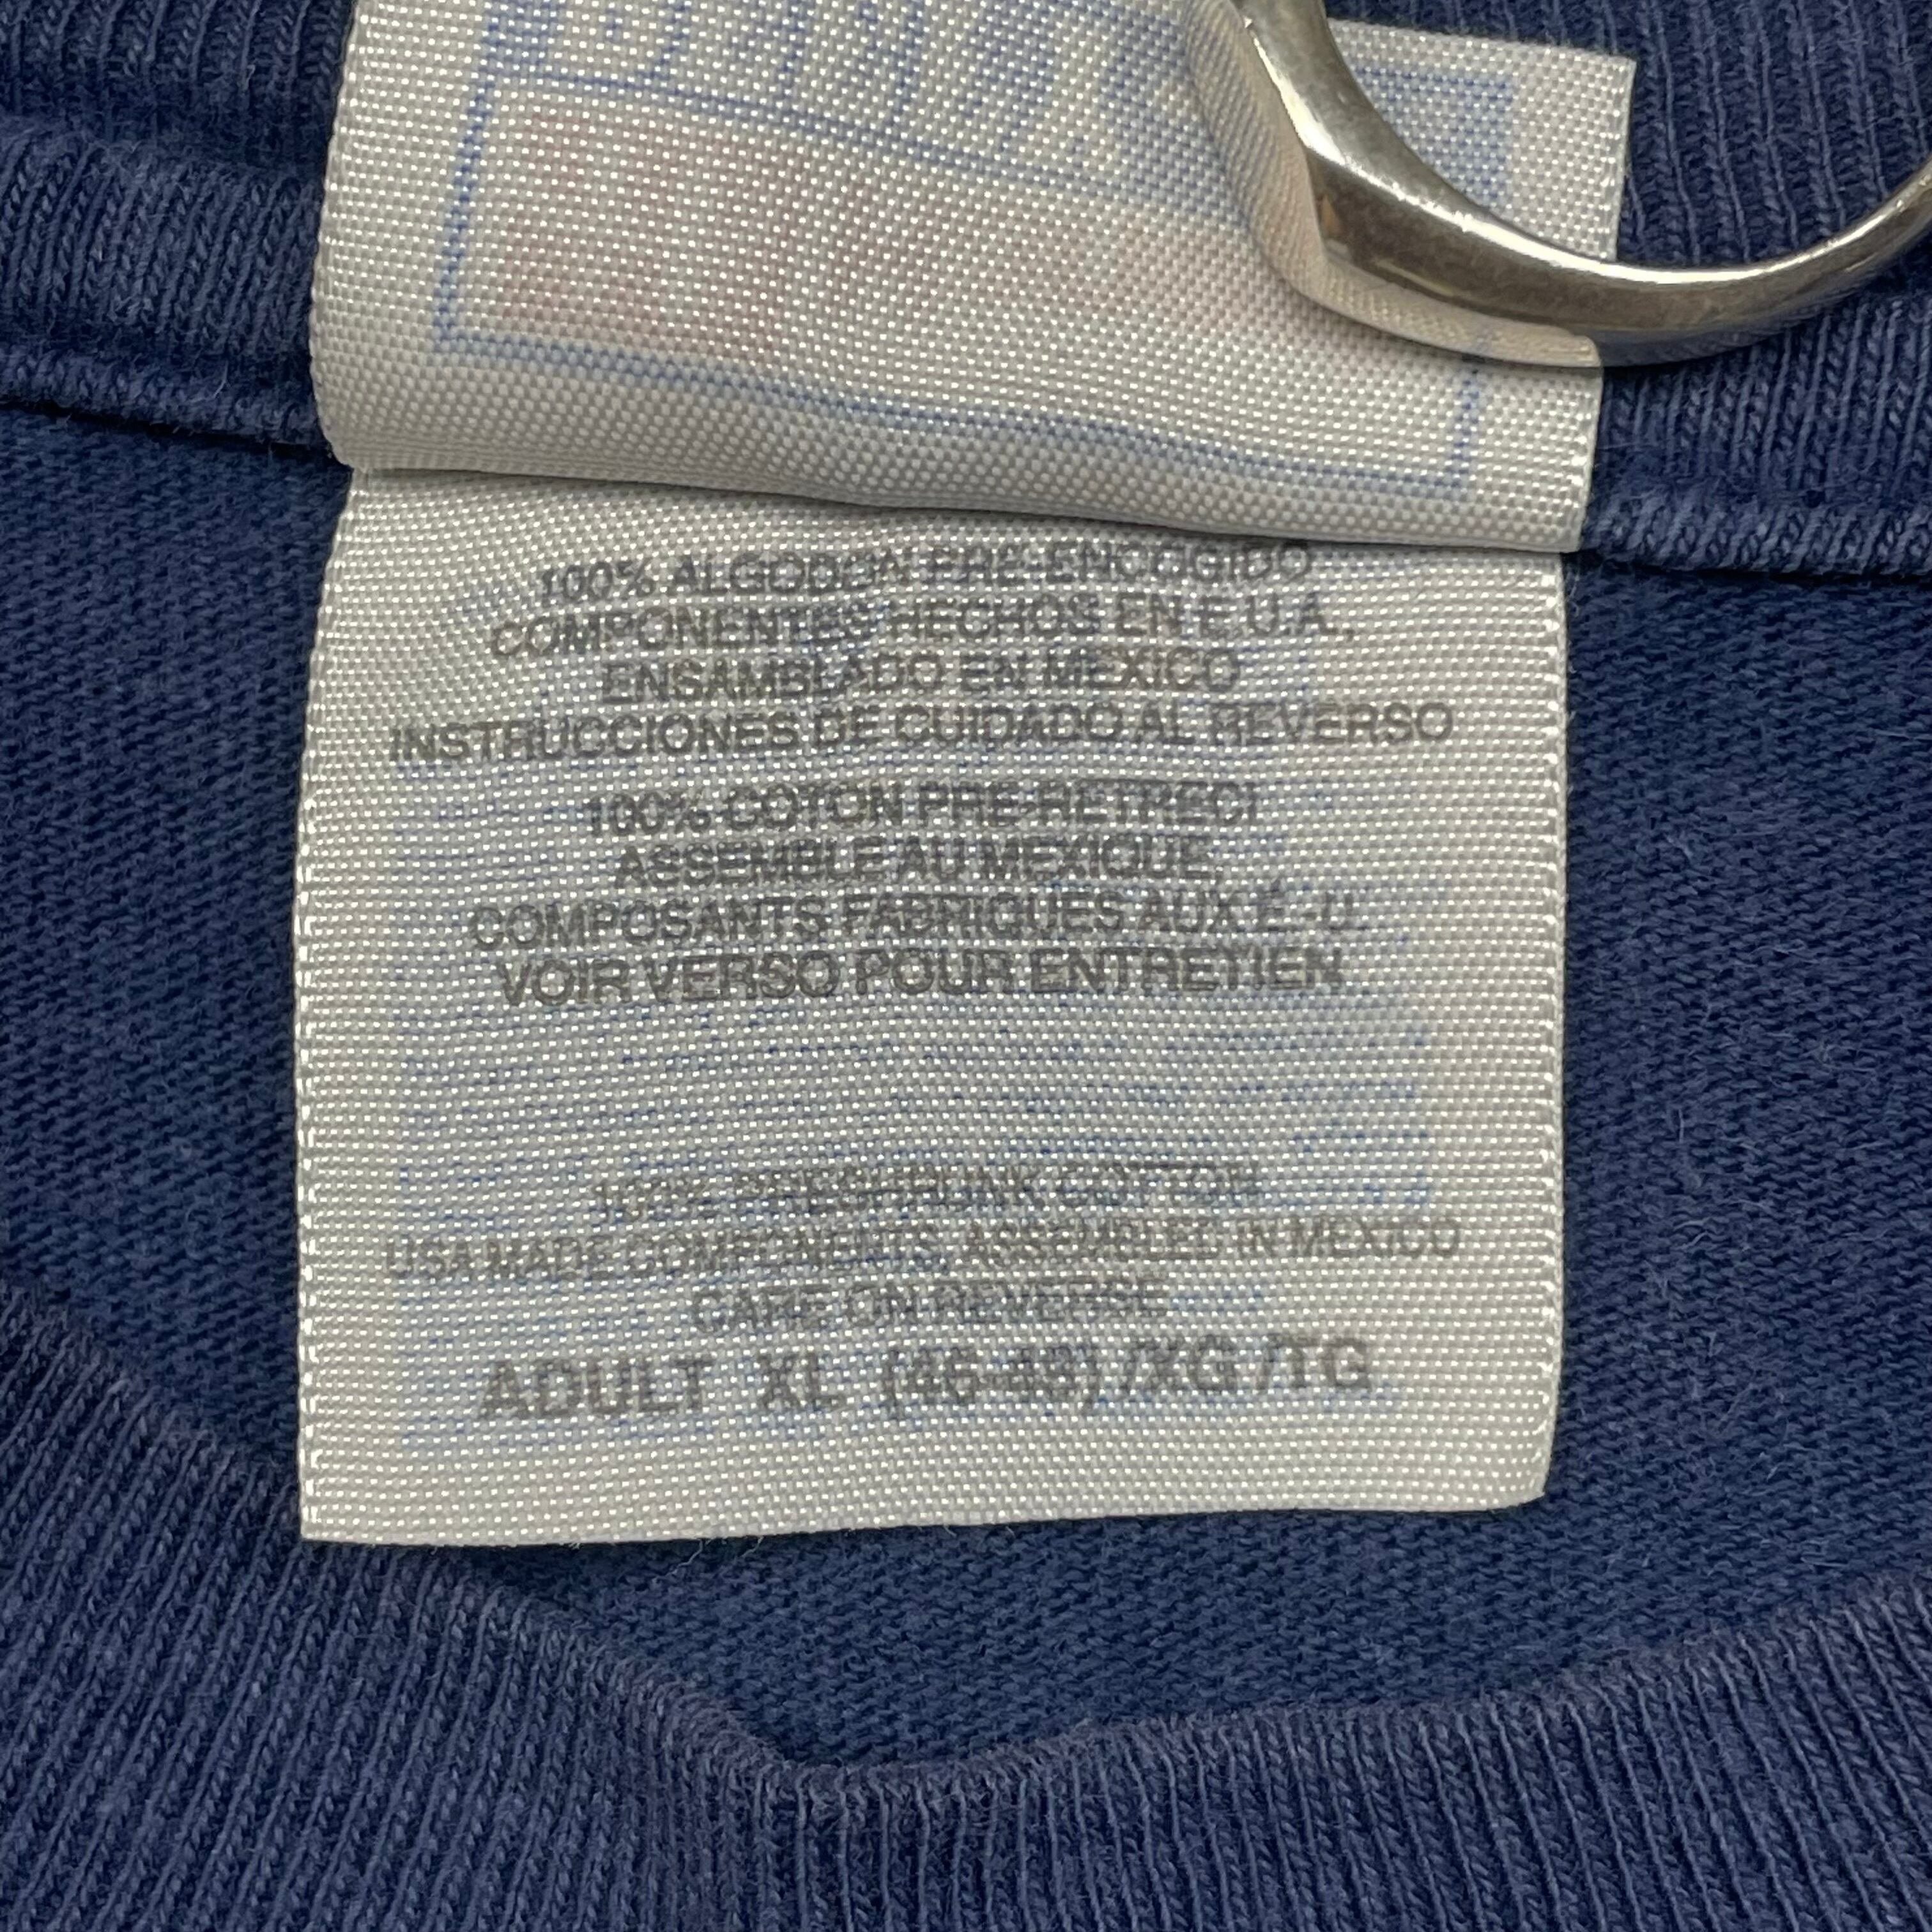 100% ALGODON PRE-ENCOGIDO
COMPONENTES HECHOS EN E.U.A.,
ENSAMBLADO EN MEXICO
INSTRUCCIONES DE CUIDADO AL REVERSO
100% COTON PRE-RETRECI
ASSEMBLE AU MEXIQUE
COMPOSANTS FABRIQUES AUX É.-U.
VOIR VERSO POUR ENTRETIEN
100% PRESHRUNK COTTON
USA MADE COMPONENTS, ASSEMBLED IN MEXICO
CARE ON REVERSE
ADULT XL (46-48)/XG/TG